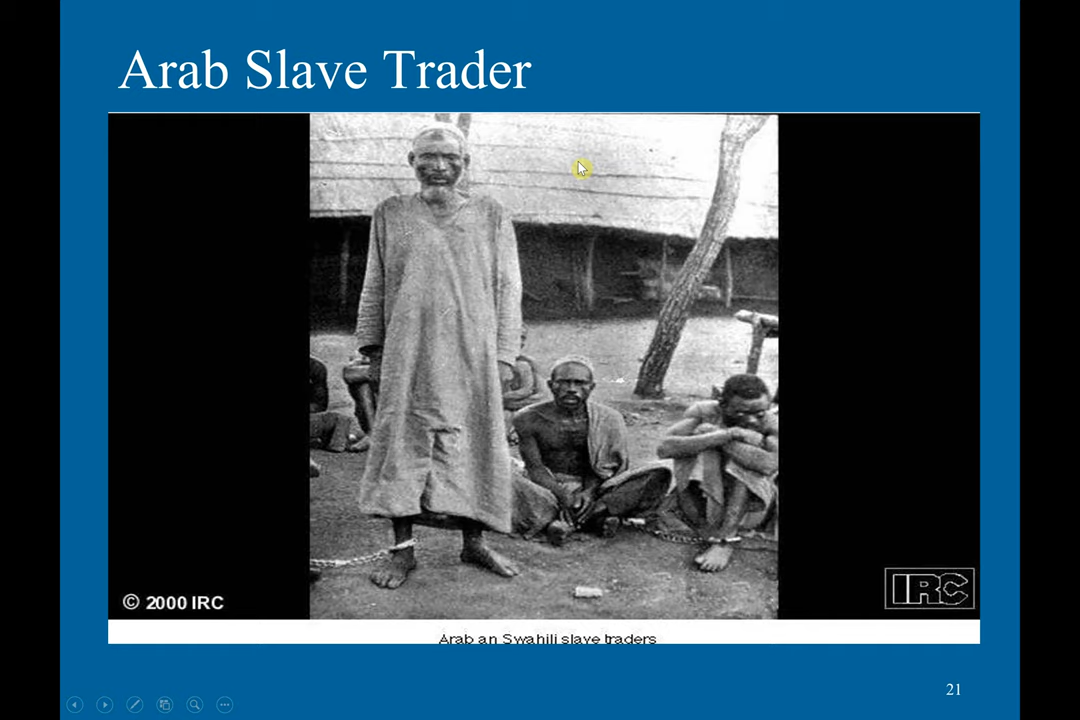 Arab Slave Trader
© 2000 IRC
IRC
Arab an Swahili slave traders
21